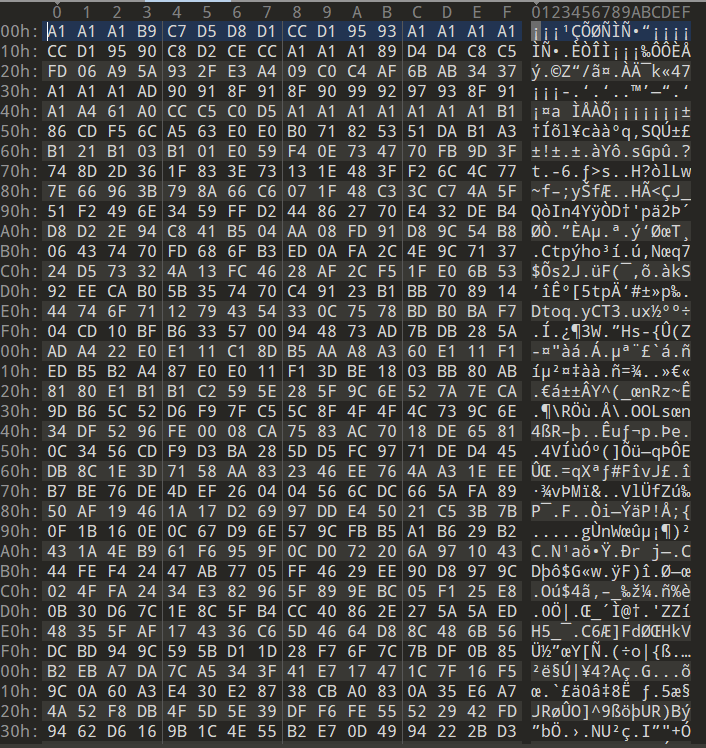 0 1 2 3 4 5 6 7 8 9 A B C D E F 0123456789ABCDEF
00h: A1 A1 A1 B9 C7 D5 D8 D1 CC D1 95 93 A1 A1 A1 A1 ¡¡¡¹ÇÕØÑÌÑ•“¡¡¡¡
10h: CC D1 95 90 C8 D2 CE CC A1 A1 A1 89 D4 D4 C8 C5 ÌÑ•.ÈÒÎÌ¡¡¡‰ÔÔÈÅ
20h: FD 06 A9 5A 93 2F E3 A4 09 C0 C4 AF 6B AB 34 37 ý.©Z“/ã¤.ÀÄ¯k«47
30h: A1 A1 A1 AD 90 91 8F 91 8F 90 99 92 97 93 8F 91 ¡¡¡-.‘.‘..™’—“.‘
40h: A1 A4 61 A0 CC C5 C0 D5 A1 A1 A1 A1 A1 A1 A1 B1 ¡¤a ÌÅÀÕ¡¡¡¡¡¡¡±
50h: 86 CD F5 6C A5 63 E0 E0 B0 71 82 53 51 DA B1 A3 †Íõl¥càà°q‚SQÚ±£
60h: B1 21 B1 03 B1 01 E0 59 F4 0E 73 47 70 FB 9D 3F ±!±.±.àYô.sGpû.?
70h: 74 8D 2D 36 1F 83 3E 73 13 1E 48 3F F2 6C 4C 77 t.-6.ƒ>s..H?òlLw
80h: 7E 66 96 3B 79 8A 66 C6 07 1F 48 C3 3C C7 4A 5F ~f–;yŠfÆ..HÃ<ÇJ_
90h: 51 F2 49 6E 34 59 FF D2 44 86 27 70 E4 32 DE B4 QòIn4YÿÒD†'pä2Þ´
A0h: D8 D2 2E 94 C8 41 B5 04 AA 08 FD 91 D8 9C 54 B8 ØÒ.”ÈAµ.ª.ý‘ØœT¸
B0h: 06 43 74 70 FD 68 6F B3 ED 0A FA 2C 4E 9C 71 37 .Ctpýho³í.ú,Nœq7
C0h: 24 D5 73 32 4A 13 FC 46 28 AF 2C F5 1F E0 6B 53 $Õs2J.üF(¯,õ.àkS
D0h: 92 EE CA B0 5B 35 74 70 C4 91 23 B1 BB 70 89 14 ’îÊ°[5tpÄ‘#±»p‰.
E0h: 44 74 6F 71 12 79 43 54 33 0C 75 78 BD B0 BA F7 Dtoq.yCT3.ux½°º÷
F0h: 04 CD 10 BF B6 33 57 00 94 48 73 AD 7B DB 28 5A .Í.¿¶3W.”Hs-{Û(Z
00h: AD A4 22 E0 E1 11 C1 8D B5 AA A8 A3 60 E1 11 F1 -¤"àá.Á.µª¨£`á.ñ
10h: ED B5 B2 A4 87 E0 E0 11 F1 3D BE 18 03 BB 80 AB
20h: 81 80 E1 B1 B1 C2 59 5E 28 5F 9C 6E 52 7A 7E CA .€á±±ÂY^(_œnRz~Ê
30h: 9D B6 5C 52 D6 F9 7F C5 5C 8F 4F 4F 4C 73 9C 6E .¶\RÖù.Å\.OOLsœn
40h: 34 DF 52 96 FE 00 08 CA 75 83 AC 70 18 DE 65 81 4ßR–þ..Êuƒ¬p.Þe.
50h: 0C 34 56 CD F9 D3 BA 28 5D D5 FC 97 71 DE D4 45 .4VÍùÓº(]Õü—qÞÔE
60h: DB 8C 1E 3D 71 58 AA 83 23 46 EE 76 4A A3 1E EE ÛŒ.=qXªƒ#FîvJ£.î
70h: B7 BE 76 DE 4D EF 26 04 04 56 6C DC 66 5A FA 89 ·¾vÞMï&..VlÜfZú‰
80h: 50 AF 19 46 1A 17 D2 69 97 DD E4 50 21 C5 3B 7B P¯.F..Òi—ÝäP!Å;{
90h: 0F 1B 16 0E 0C 67 D9 6E 57 9C FB B5 A1 B6 29 B2 .....gÙnWœûµ¡¶)²
A0h: 43 1A 4E B9 61 F6 95 9F 0C D0 72 20 6A 97 10 43 C.N¹aö•Ÿ.Ðr j—.C
B0h: 44 FE F4 24 47 AB 77 05 FF 46 29 EE 90 D8 97 9C Dþô$G«w.ÿF)î.Ø—œ
C0h: 02 4F FA 24 34 E3 82 96 5F 89 9E BC 05 F1 25 E8 .Oú$4ã‚–_‰ž¼.ñ%è
D0h: 0B 30 D6 7C 1E 8C 5F B4 CC 40 86 2E 27 5A 5A ED .0Ö|.Œ_´Ì@†.'ZZí
E0h: 48 35 5F AF 17 43 36 C6 5D 46 64 D8 8C 48 6B 56 H5_¯.C6Æ]FdØŒHkV
F0h: DC BD 94 9C 59 5B D1 1D 28 F7 6F 7C 7B DF 0B 85 Ü½”œY[Ñ.(÷o|{ß.…
00h: B2 EB A7 DA 7C A5 34 3F 41 E7 17 47 1C 7F 16 F5 ²ë§Ú|¥4?Aç.G...õ
10h: 9C 0A 60 A3 E4 30 E2 87 38 CB A0 83 0A 35 E6 A7 œ.`£ä0â‡8Ë ƒ.5æ§
20h: 4A 52 F8 DB 4F 5D 5E 39 DF F6 FE 55 52 29 42 FD JRøÛO]^9ßöþUR)Bý
30h: 94 62 D6 16 9B 1C 4E 55 B2 E7 0D 49 94 22 2B D3